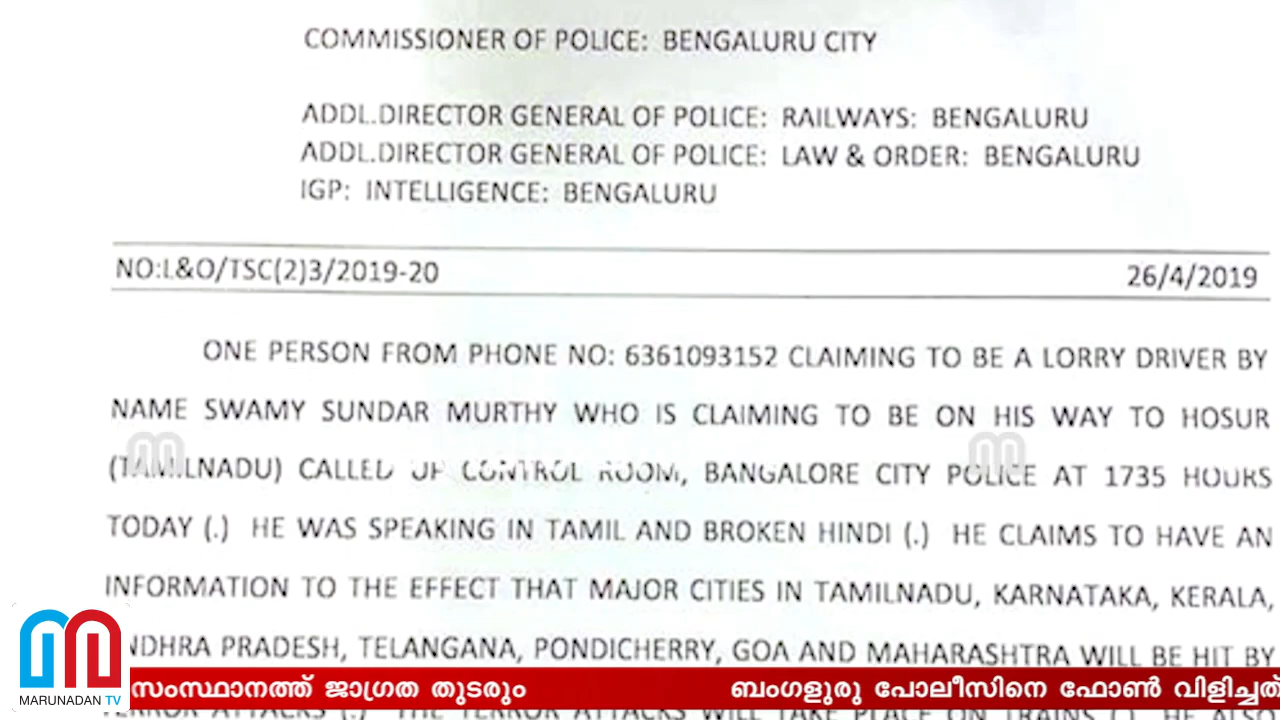 COMMISSIONER OF POLICE: BENGALURU CITY
ADDL.DIRECTOR GENERAL OF POLICE: RAILWAYS: BENGALURU
ADDL.DIRECTOR GENERAL OF POLICE: LAW & ORDER: BENGALURU
IGP: INTELLIGENCE: BENGALURU
NO:L&O/TSC(2)3/2019-20 26/4/2019
ONE PERSON FROM PHONE NO: 6361093152 CLAIMING TO BE A LORRY DRIVER BY
NAME SWAMY SUNDAR MURTHY WHO IS CLAIMING TO BE ON HIS WAY TO HOSUR
(TAMILNADU) CALLED UP CONTROL ROOM, BANGALORE CITY POLICE AT 1735 HOURS
TODAY (.) HE WAS SPEAKING IN TAMIL AND BROKEN HINDI (.) HE CLAIMS TO HAVE AN
INFORMATION TO THE EFFECT THAT MAJOR CITIES IN TAMILNADU, KARNATAKA, KERALA,
NDHRA PRADESH, TELANGANA, PONDICHERRY, GOA AND MAHARASHTRA WILL BE HIT BY
MARUNADAN TV
സംസ്ഥാനത്ത് ജാഗ്രത തുടരും ബംഗളൂരു പോലീസിനെ ഫോൺ വിളിച്ചത്